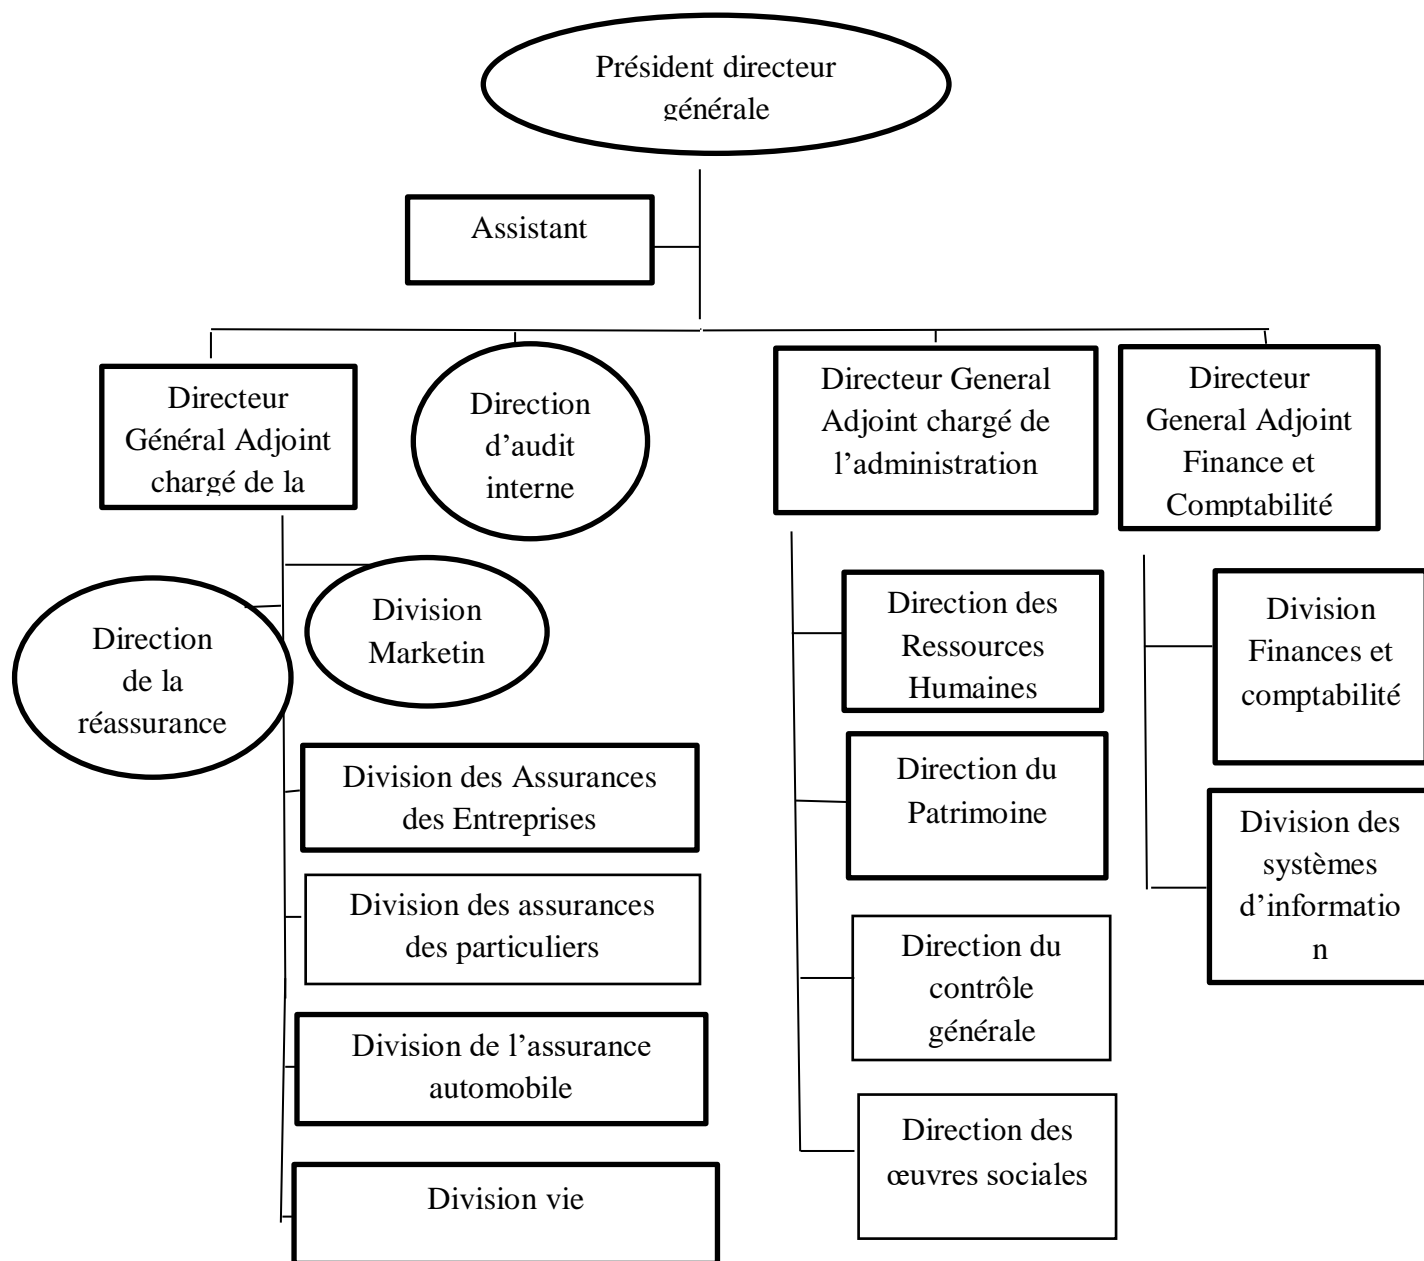 Président directeur
générale
Assistant
Directeur
Général Adjoint
chargé de la
Direction
d’audit
interne
Directeur General
Adjoint chargé de
l’administration
Directeur
General Adjoint
Finance et
Comptabilité
Direction
de la
réassurance
Division
Marketin
Division des Assurances
des Entreprises
Division des assurances
des particuliers
Division de l’assurance
automobile
Division vie
Direction des
Ressources
Humaines
Direction du
Patrimoine
Direction du
contrôle
générale
Direction des
œuvres sociales
Division
Finances et
comptabilité
Division des
systèmes
d’informatio
n